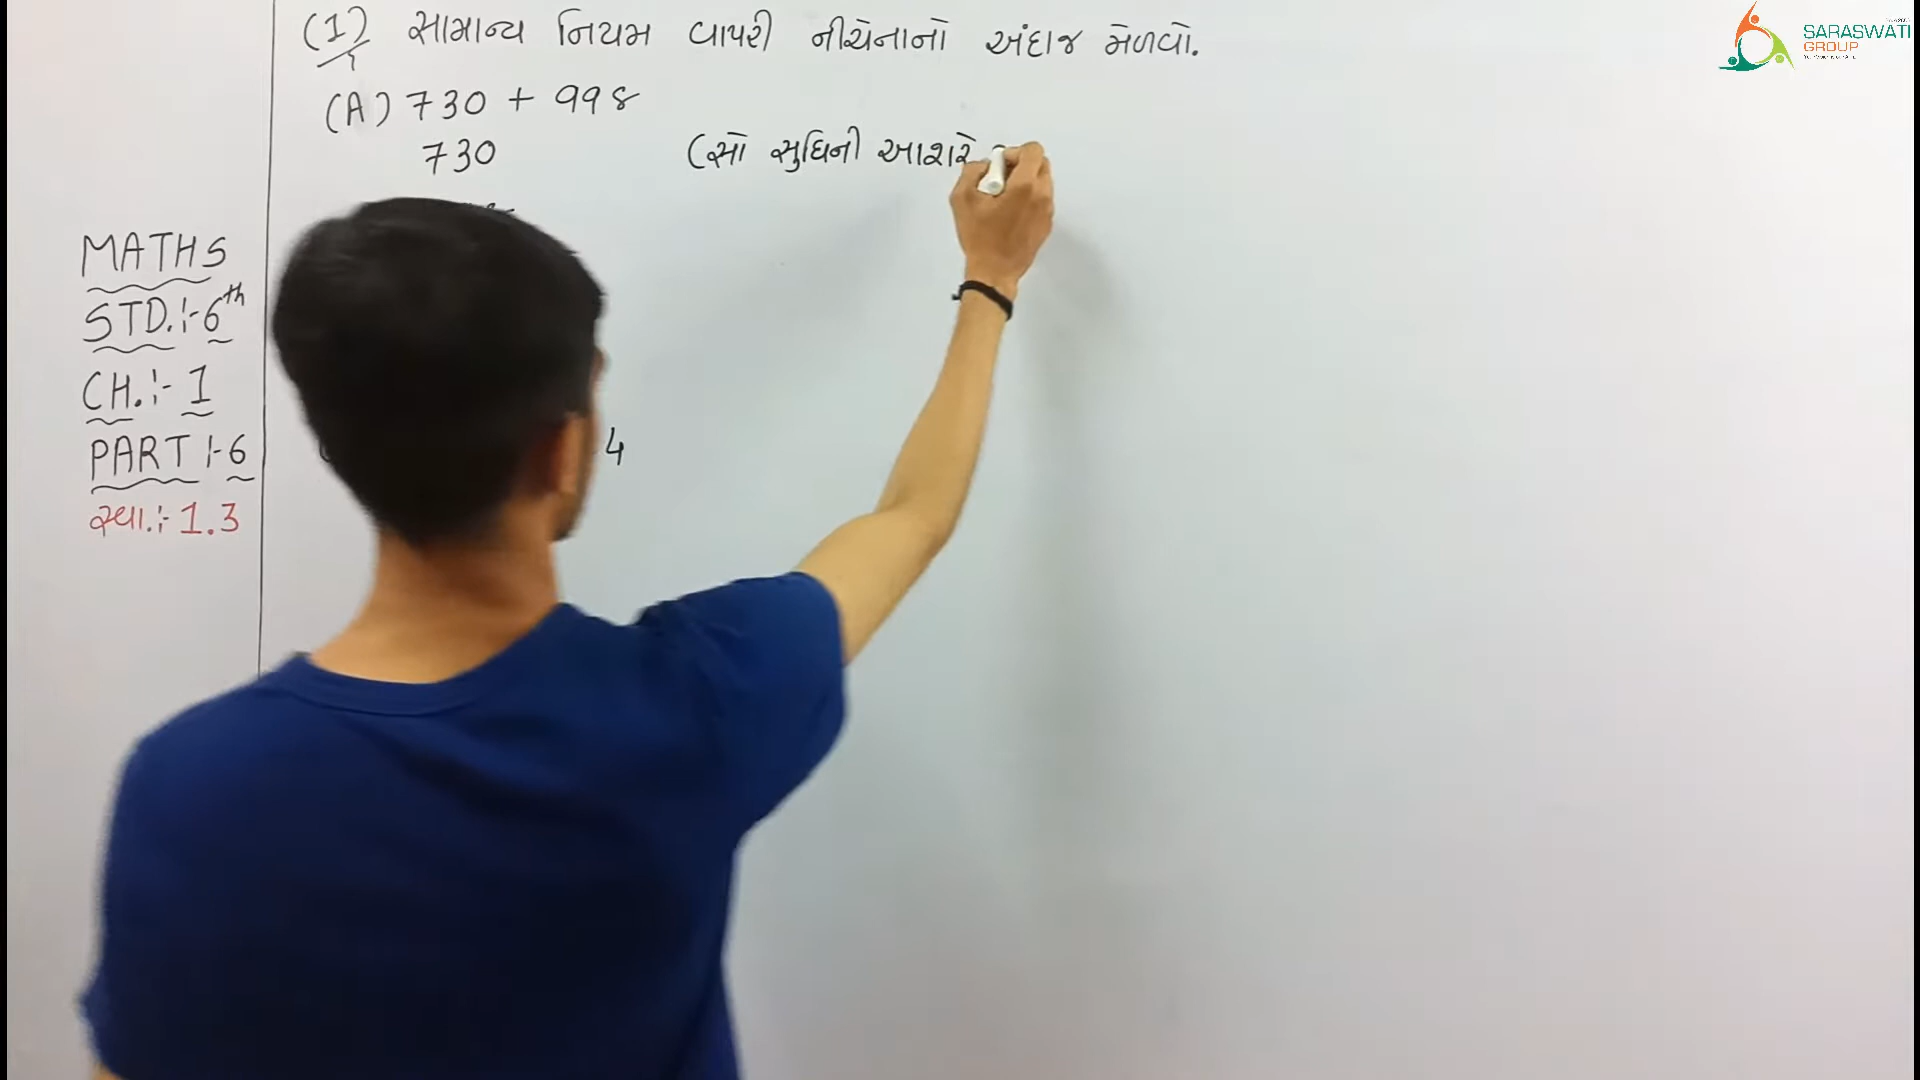 (1) સામાન્ય નિયમ વાપરી નીચેનાનો અંદાજ મેળવો.
(A) 730 + 998
730
(સો સુધિની આશરે
4
MATHS
STD.:- 6th
CH.:- 1
PART :- 6
સ્વા.:- 1.3
SARASWATI
GROUP